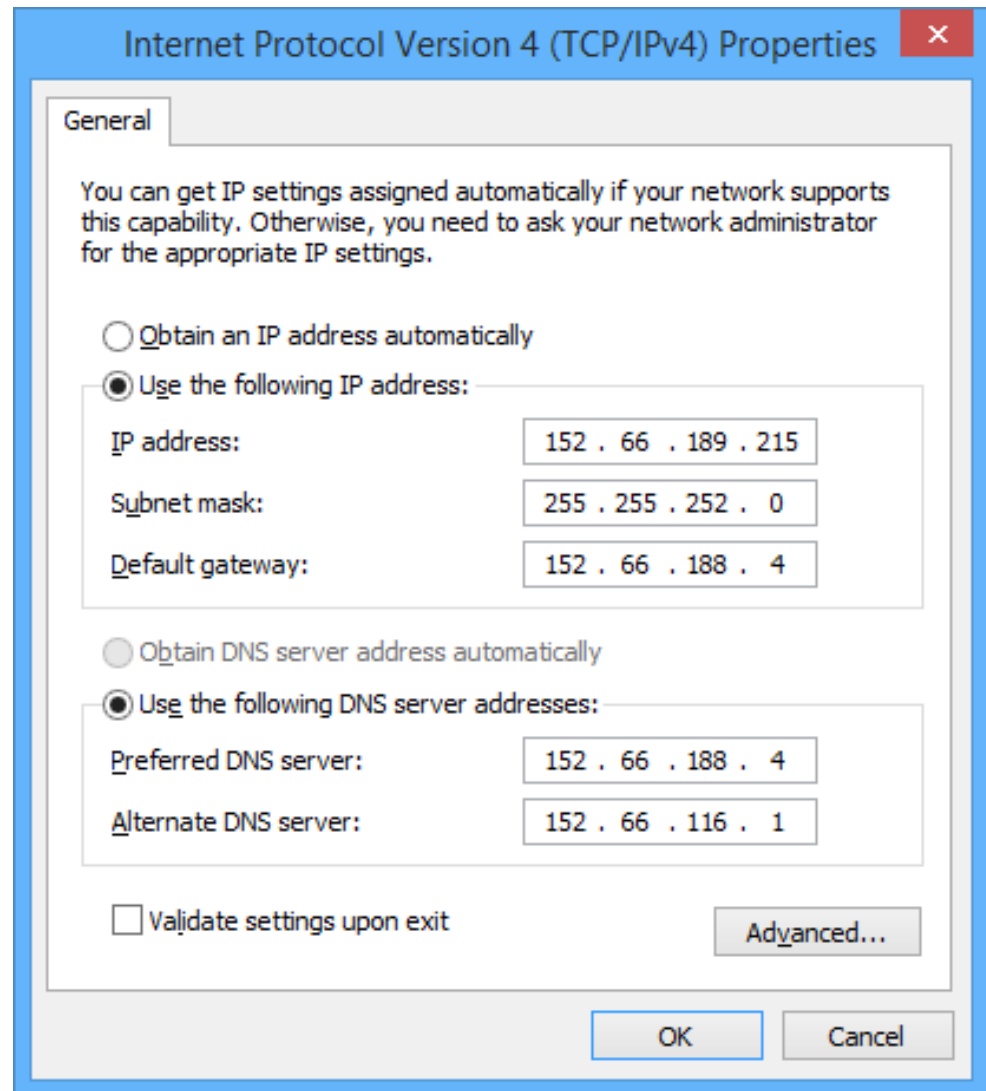 Internet Protocol Version 4 (TCP/IPv4) Properties
General
You can get IP settings assigned automatically if your network supports
this capability. Otherwise, you need to ask your network administrator
for the appropriate IP settings.
Obtain an IP address automatically
Use the following IP address:
IP address: 152 . 66 . 189 . 215
Subnet mask: 255 . 255 . 252 . 0
Default gateway: 152 . 66 . 188 . 4
Obtain DNS server address automatically
Use the following DNS server addresses:
Preferred DNS server: 152 . 66 . 188 . 4
Alternate DNS server: 152 . 66 . 116 . 1
Validate settings upon exit
Advanced...
OK Cancel